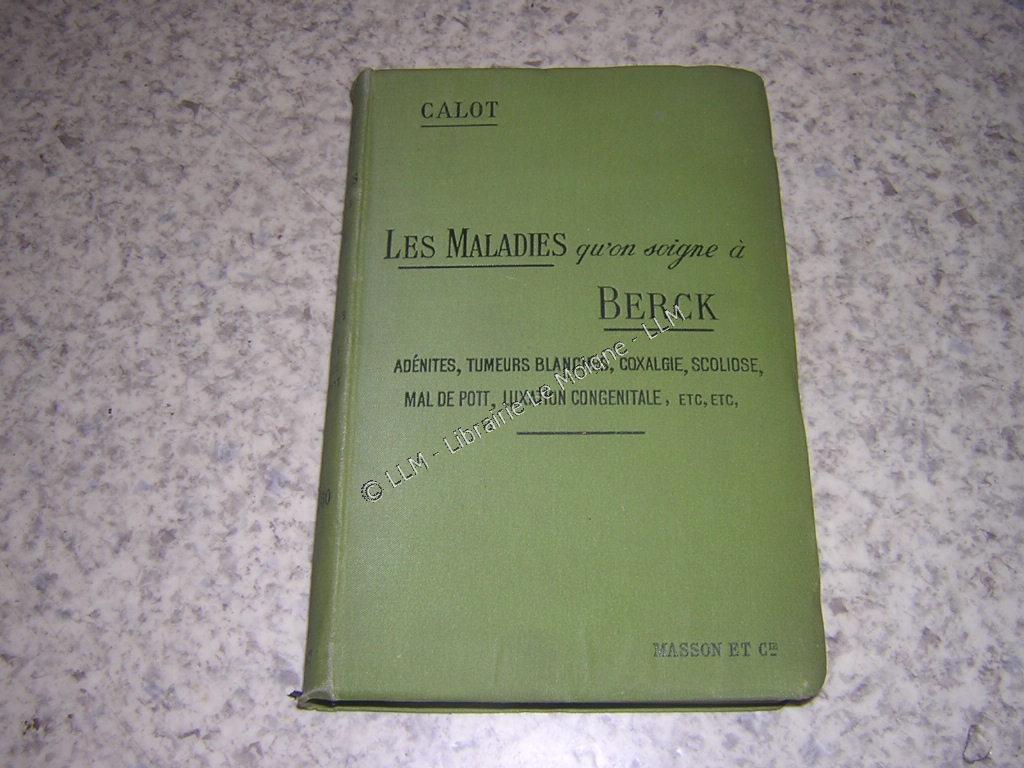 CALOT
LES MALADIES qu'on soigne à
BERCK
ADÉNITES, TUMEURS BLANCHES, COXALGIE, SCOLIOSE,
MAL DE POTT, LUXATION CONGENITALE, ETC, ETC,
MASSON ET CIE
© LLM - Librairie Le Moigne - LLM